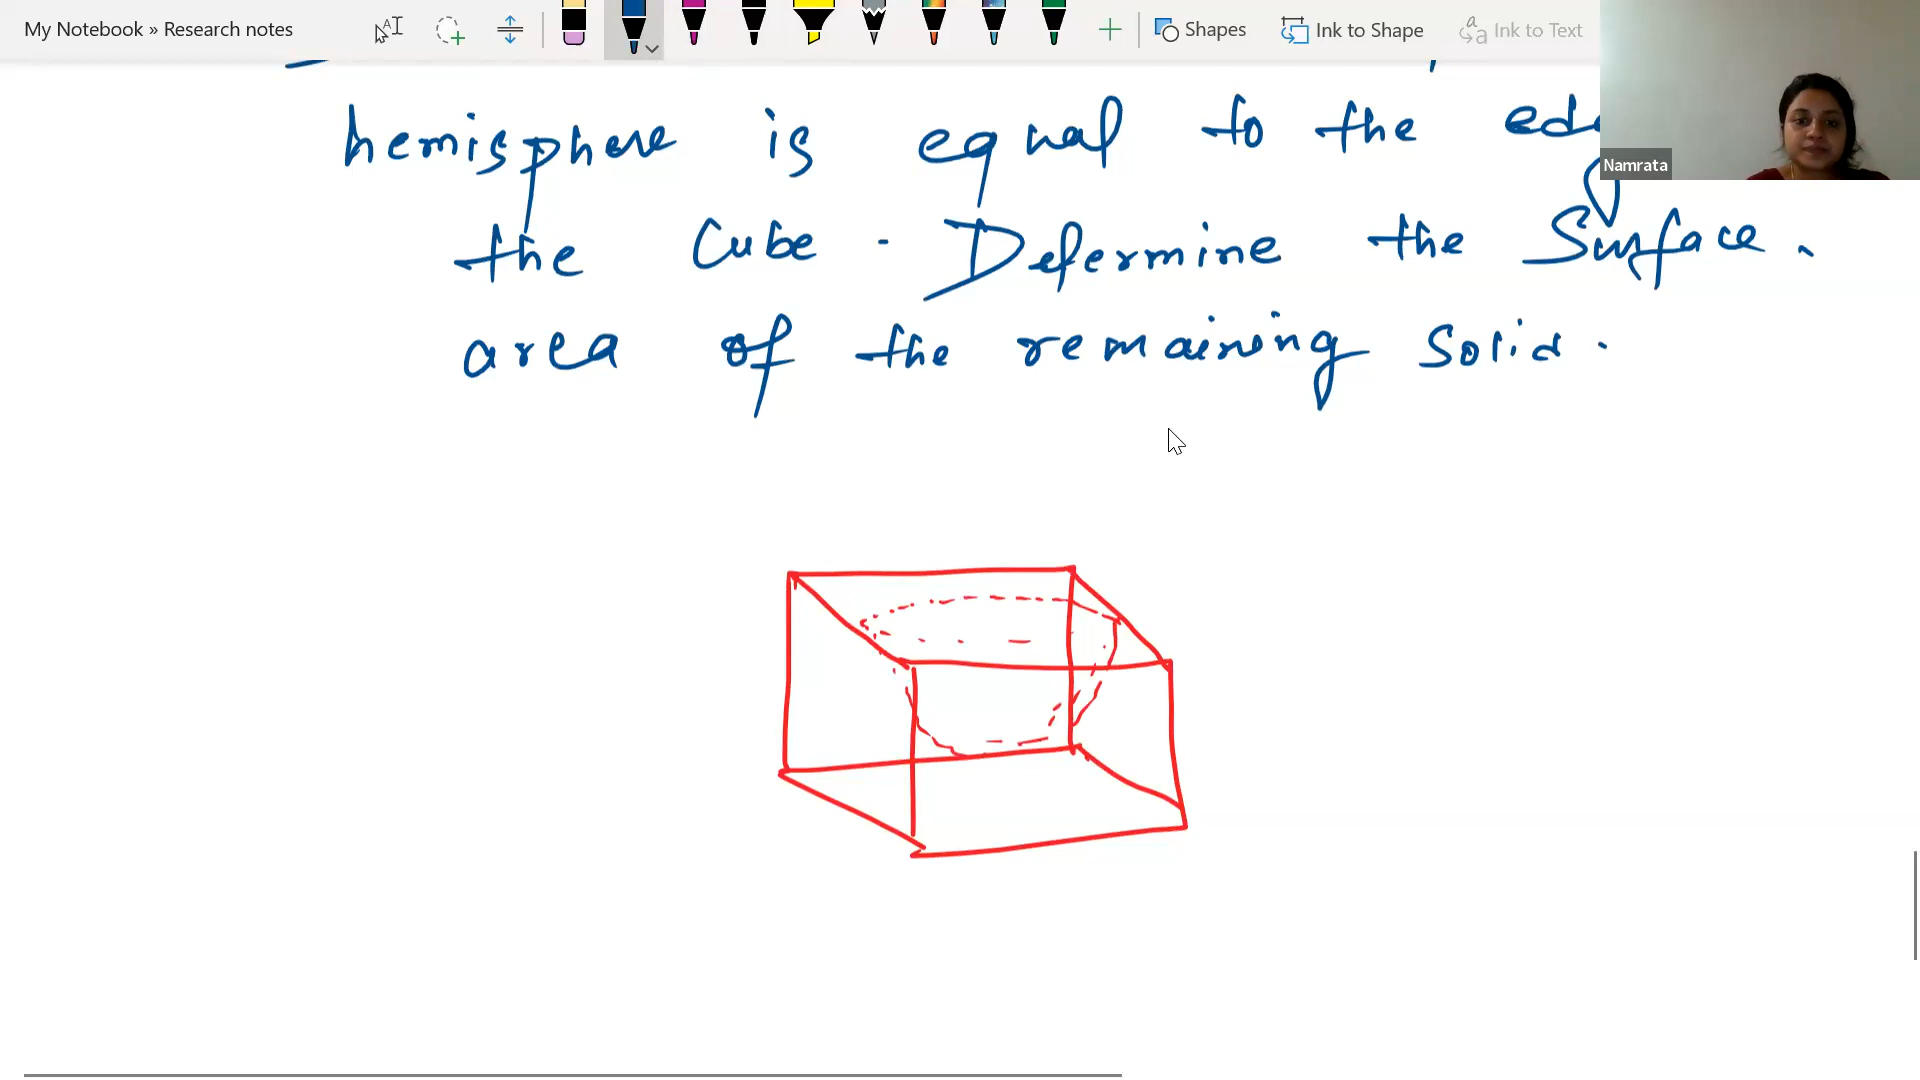 My Notebook » Research notes
Shapes
Ink to Shape
Ink to Text
Namrata
hemisphere is equal to the
the Cube. Determine the Surface.
area of the remaining solid.